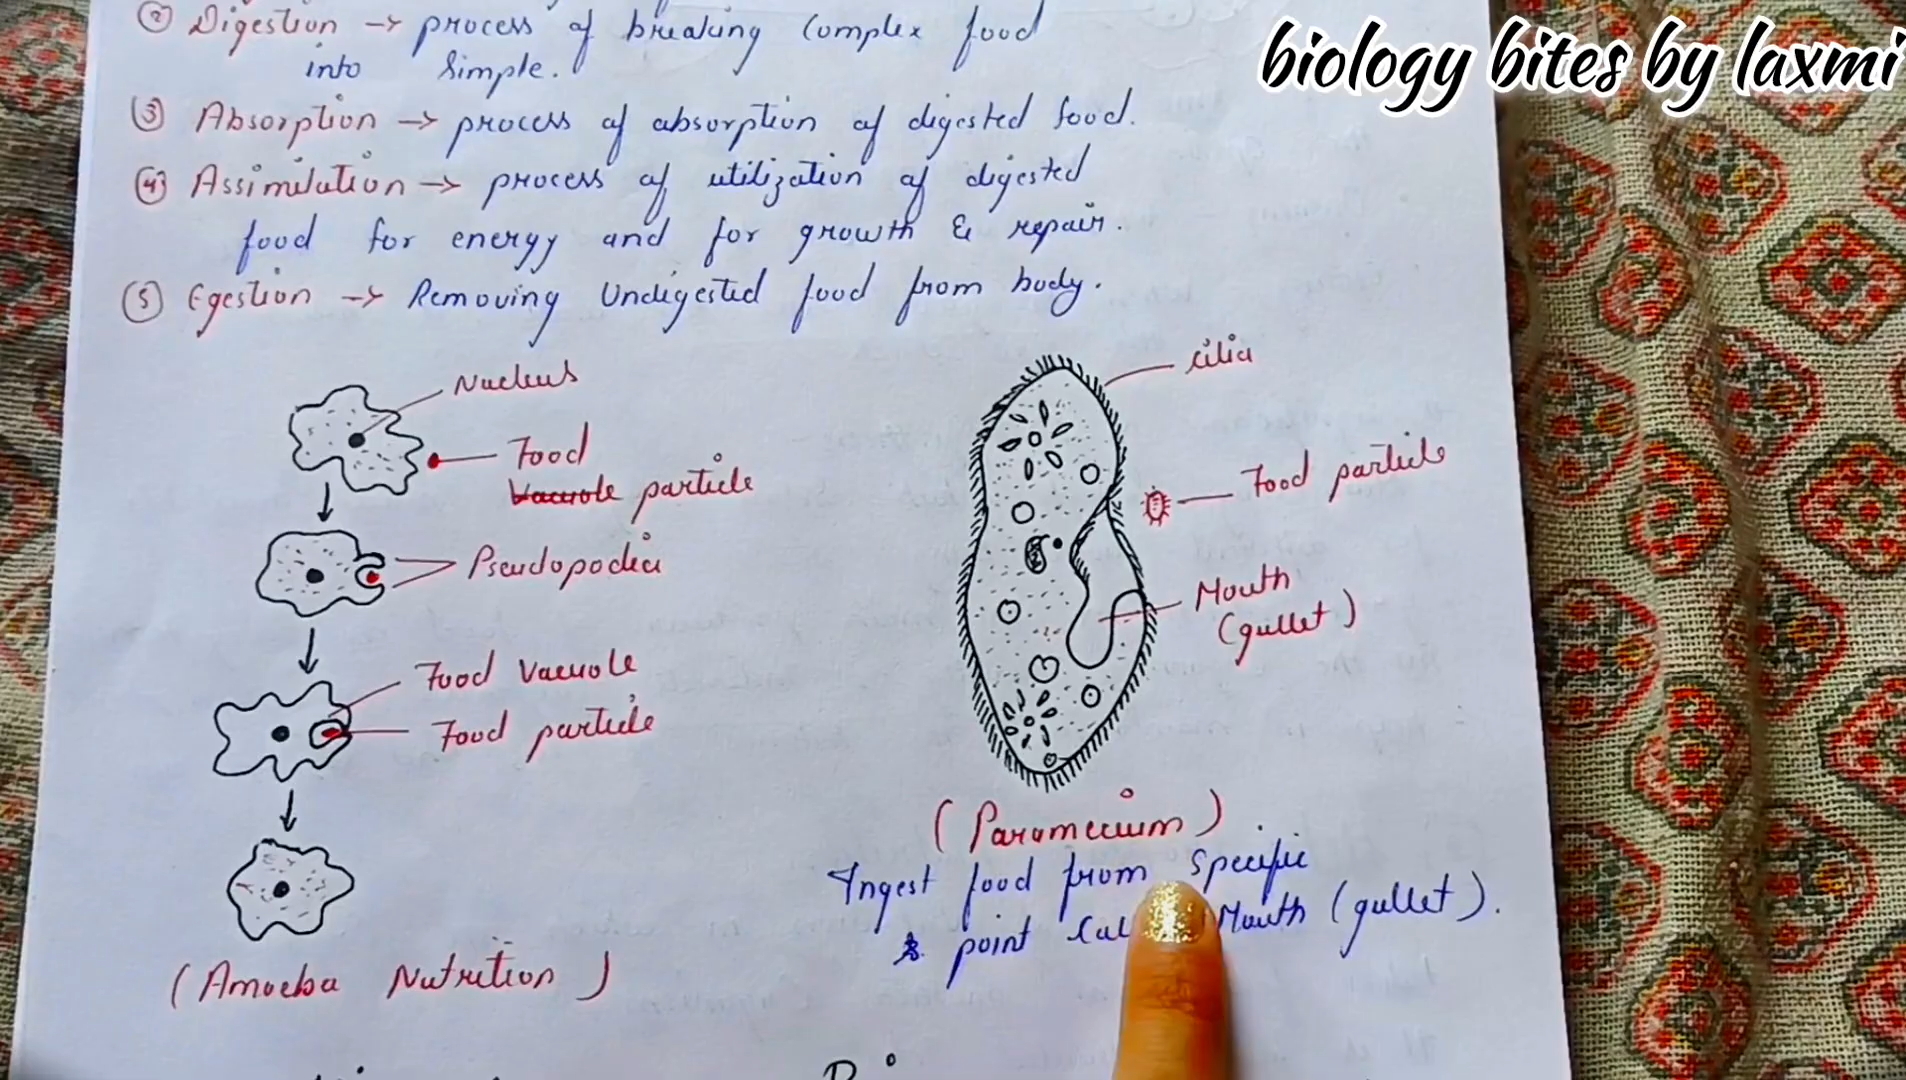 biology bites by laxmi
② Digestion → process of breaking complex food
into simple.
③ Absorption → process of absorption of digested food.
④ Assimilation → process of utilization of digested
food for energy and for growth & repair.
⑤ Egestion → Removing Undigested food from body.
Nucleus
Food
Vacuole particle
Pseudopodia
Food Vacuole
Food particle
(Amoeba Nutrition)
cilia
Food particle
Mouth
(gullet)
(Paramecium)
Ingest food from specific
point Mouth (gullet).